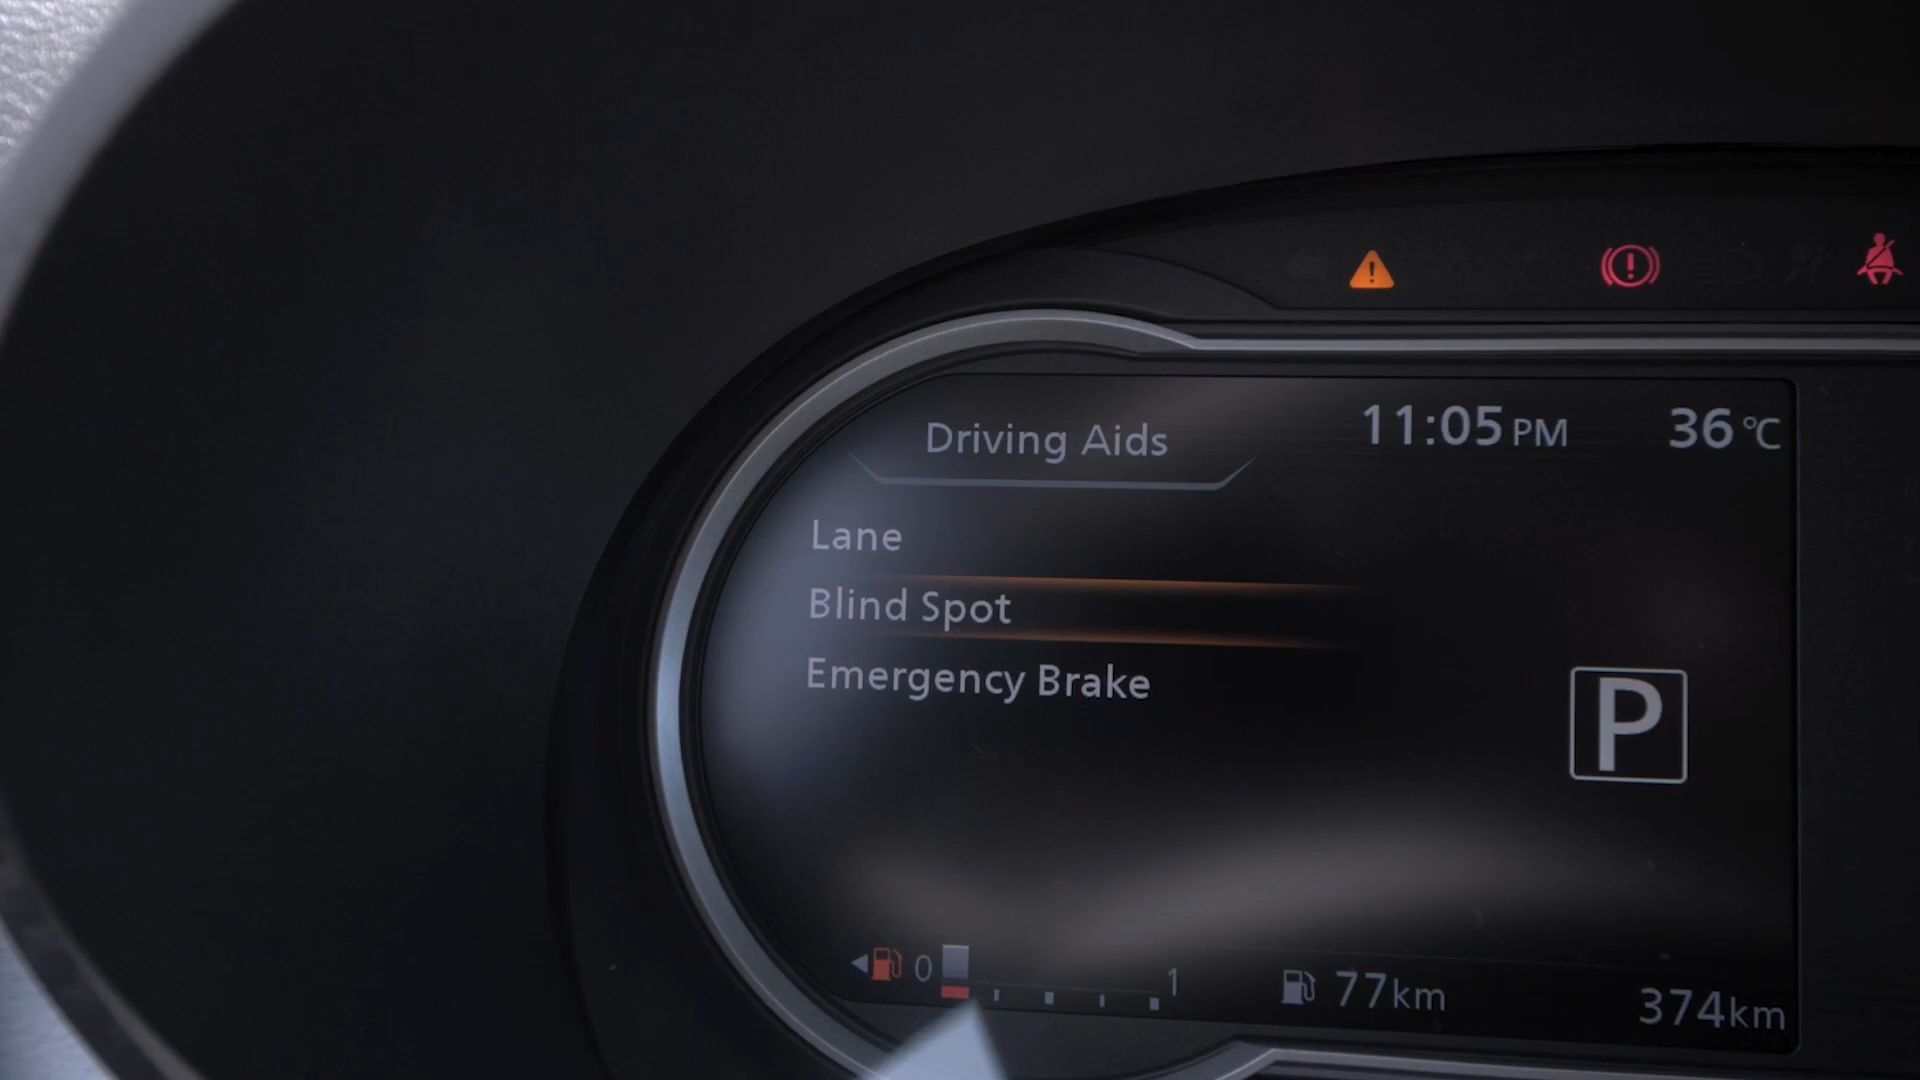 Driving Aids
11:05 PM
36 °C
Lane
Blind Spot
Emergency Brake
P
0
1
77km
374km